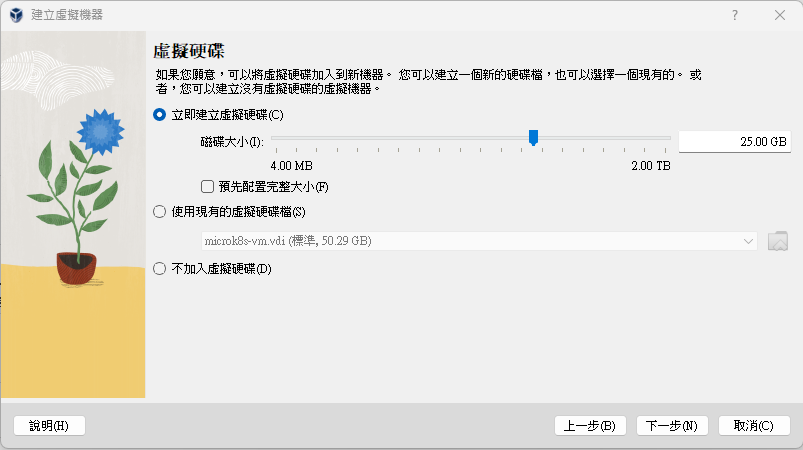 建立虛擬機器
?
虛擬硬碟
如果您願意，可以將虛擬硬碟加入到新機器。 您可以建立一個新的硬碟檔，也可以選擇一個現有的。 或
者，您可以建立沒有虛擬硬碟的虛擬機器。
立即建立虛擬硬碟(C)
磁碟大小(I):
25.00 GB
4.00 MB
2.00 TB
預先配置完整大小(F)
使用現有的虛擬硬碟檔(S)
microk8s-vm.vdi (標準, 50.29 GB)
不加入虛擬硬碟(D)
說明(H)
上一步(B)
下一步(N)
取消(C)